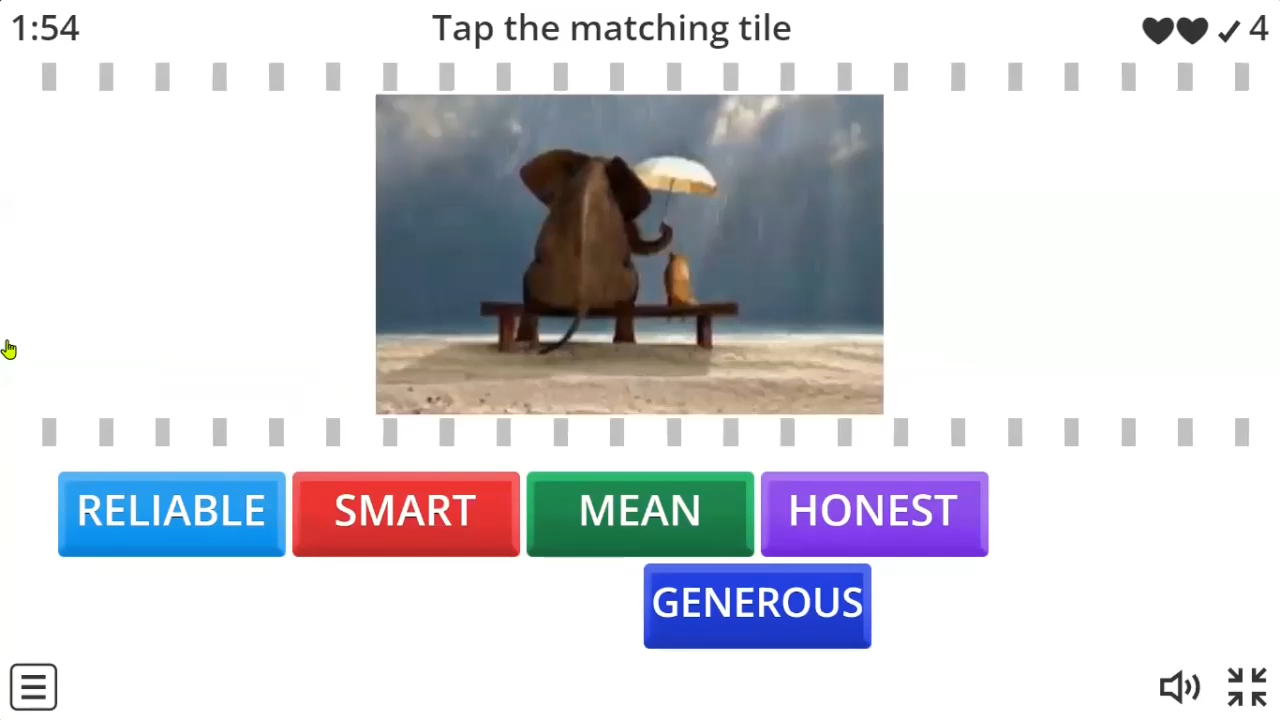 1:54
Tap the matching tile
4
RELIABLE
SMART
MEAN
HONEST
GENEROUS